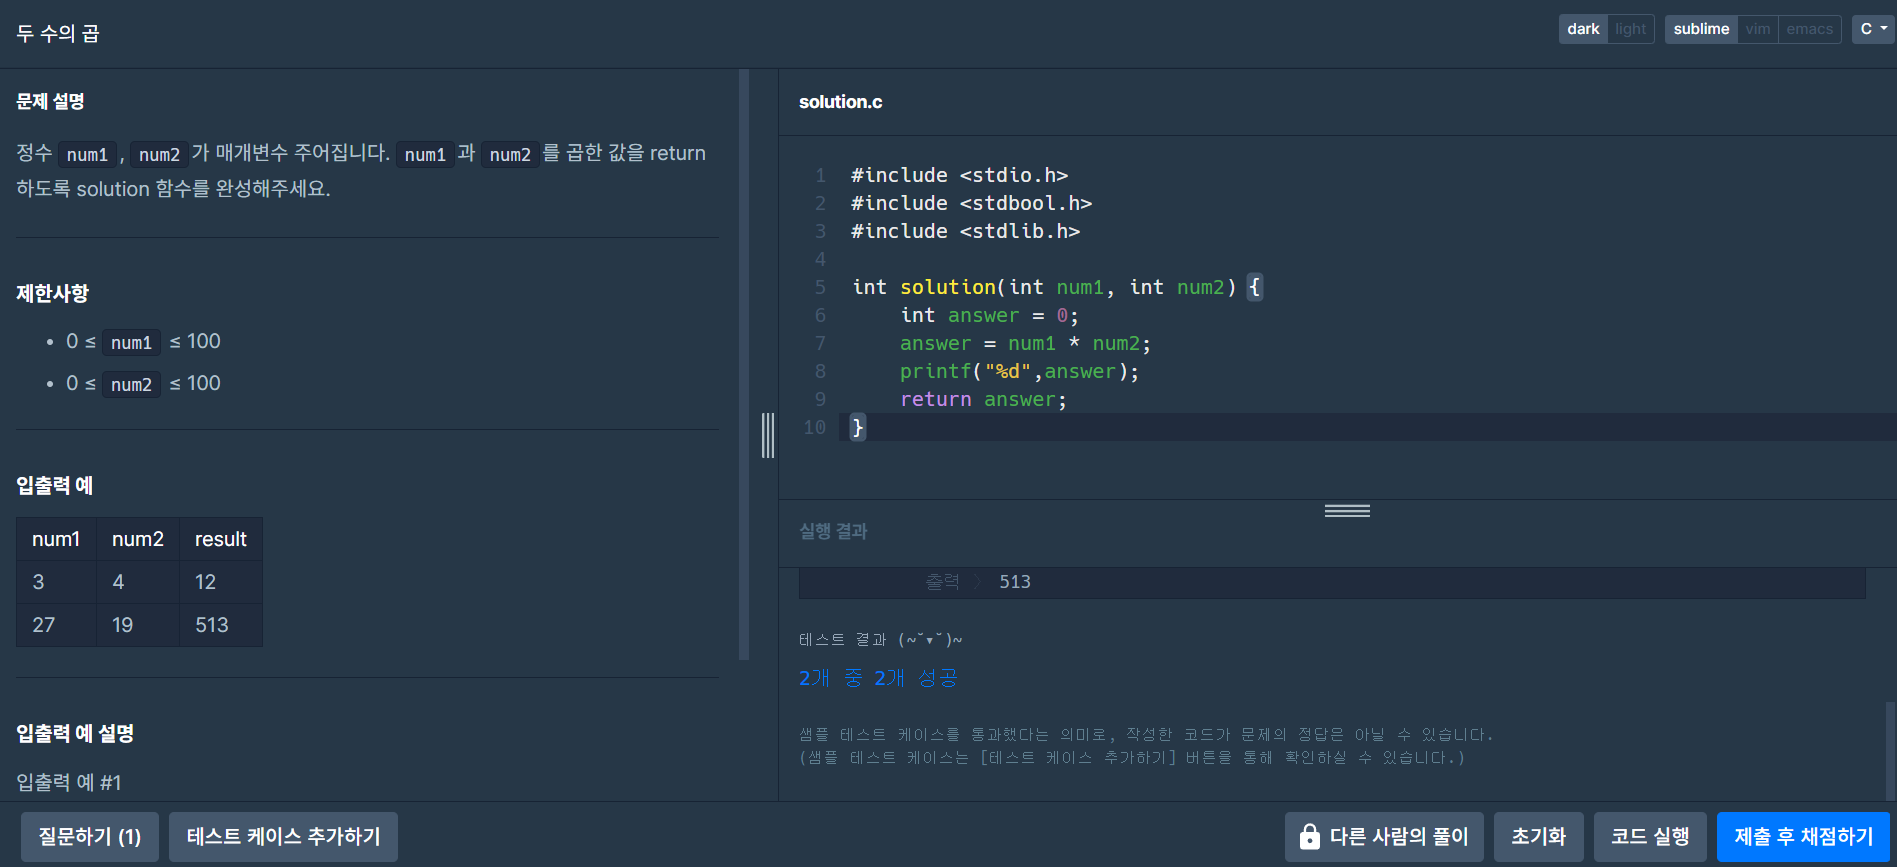 두 수의 곱
dark light sublime vim emacs C
문제 설명
정수 num1, num2가 매개변수 주어집니다. num1과 num2를 곱한 값을 return
하도록 solution 함수를 완성해주세요.
제한사항
• 0 ≤ num1 ≤ 100
• 0 ≤ num2 ≤ 100
입출력 예
num1 num2 result
3 4 12
27 19 513
입출력 예 설명
입출력 예 #1
solution.c
1 #include <stdio.h>
2 #include <stdbool.h>
3 #include <stdlib.h>
4
5 int solution(int num1, int num2) {
6 int answer = 0;
7 answer = num1 * num2;
8 printf("%d",answer);
9 return answer;
10 }
실행 결과
출력 〉 513
테스트 결과 (~˘▾˘)~
2개 중 2개 성공
샘플 테스트 케이스를 통과했다는 의미로, 작성한 코드가 문제의 정답은 아닐 수 있습니다.
(샘플 테스트 케이스는 [테스트 케이스 추가하기] 버튼을 통해 확인하실 수 있습니다.)
질문하기 (1) 테스트 케이스 추가하기 다른 사람의 풀이 초기화 코드 실행 제출 후 채점하기